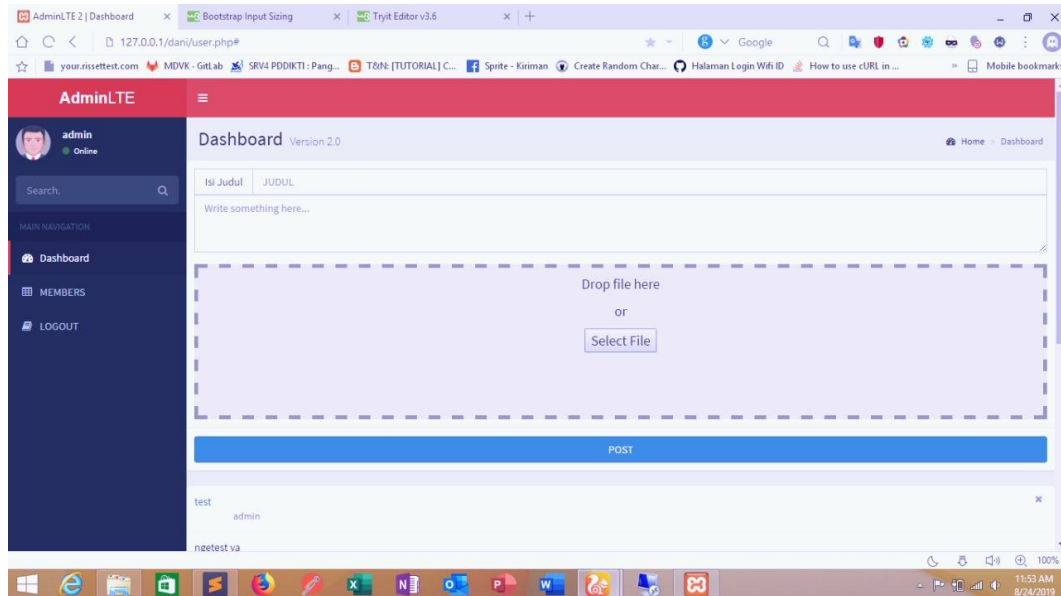 AdminLTE 2 | Dashboard
Bootstrap Input Sizing
Tryit Editor v3.6
127.0.0.1/dani/user.php#
Google
your.rissettest.com
MDVK - GitLab
SRV4 PDDIKTI : Pang...
T&N: [TUTORIAL] C...
Sprite - Kiriman
Create Random Char...
Halaman Login Wifi ID
How to use cURL in ...
Mobile bookmarks
AdminLTE
admin
Online
Search.
MAIN NAVIGATION
Dashboard
MEMBERS
LOGOUT
Dashboard Version 2.0
Home > Dashboard
Isi Judul JUDUL
Write something here...
Drop file here
or
Select File
POST
test
admin
ngetest ya
100%
11:53 AM
8/24/2019